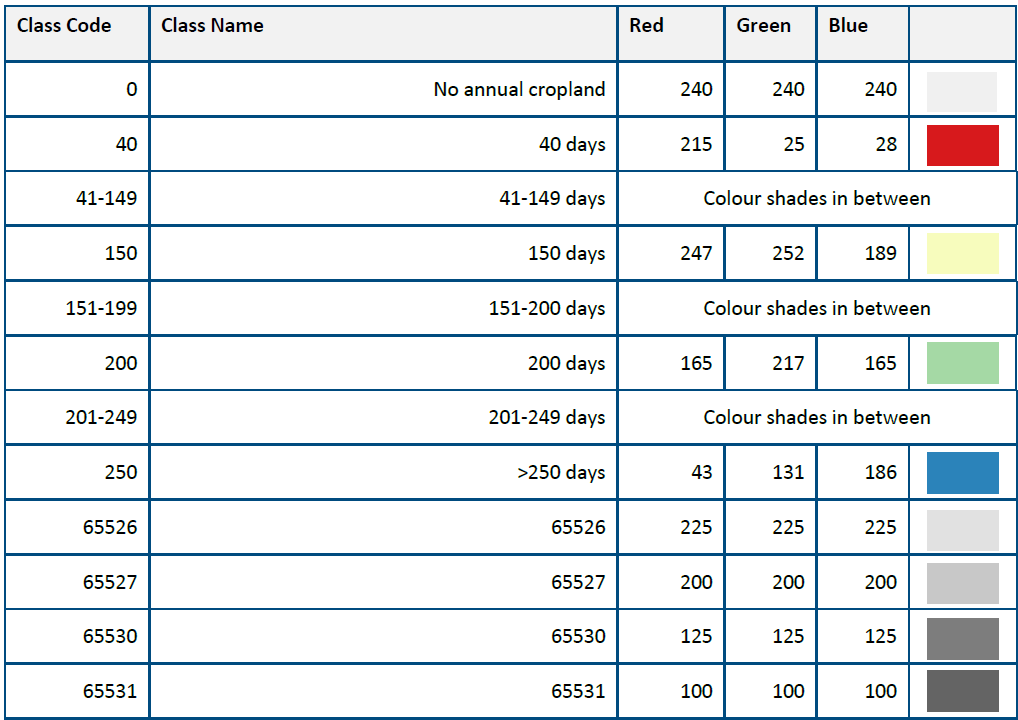 Class Code Class Name Red Green Blue
0 No annual cropland 240 240 240
40 40 days 215 25 28
41-149 41-149 days Colour shades in between
150 150 days 247 252 189
151-199 151-200 days Colour shades in between
200 200 days 165 217 165
201-249 201-249 days Colour shades in between
250 >250 days 43 131 186
65526 65526 225 225 225
65527 65527 200 200 200
65530 65530 125 125 125
65531 65531 100 100 100